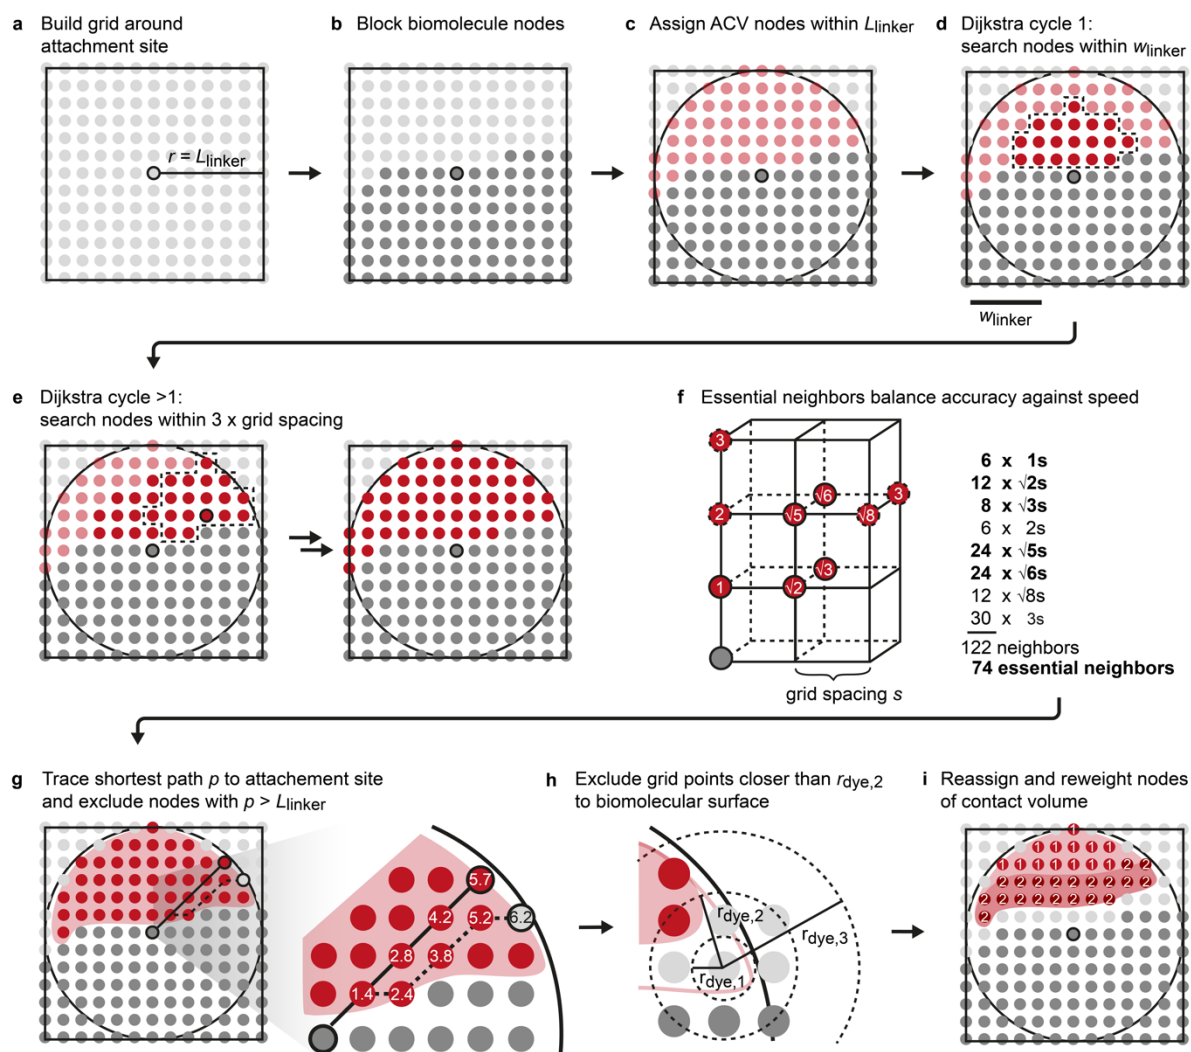 a Build grid around
attachment site
r = Llinker
b Block biomolecule nodes
c Assign ACV nodes within Llinker
d Dijkstra cycle 1:
search nodes within wlinker
wlinker
e Dijkstra cycle >1:
search nodes within 3 x grid spacing
f Essential neighbors balance accuracy against speed
3
√6
3
2
√5
√8
√3
1
√2
grid spacing s
6 x 1s
12 x √2s
8 x √3s
6 x 2s
24 x √5s
24 x √6s
12 x √8s
30 x 3s
122 neighbors
74 essential neighbors
g Trace shortest path p to attachement site
and exclude nodes with p > Llinker
5.7
4.2 5.2 6.2
2.8 3.8
1.4 2.4
h Exclude grid points closer than rdye,2
to biomolecular surface
rdye,2
rdye,3
rdye,1
i Reassign and reweight nodes
of contact volume
1
1 1 1 1 1
1 1 1 1 1 1 1 2 2
2 2 2 2 2 2 2 2 2
2 2 2 2 2 2 2 2
2